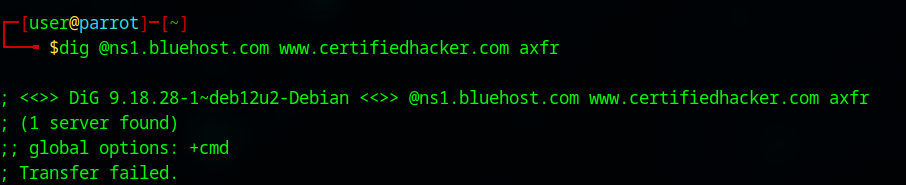 ┌─[user@parrot]─[~]
└──╼ $dig @ns1.bluehost.com www.certifiedhacker.com axfr
; <<>> DiG 9.18.28-1~deb12u2-Debian <<>> @ns1.bluehost.com www.certifiedhacker.com axfr
; (1 server found)
;; global options: +cmd
; Transfer failed.